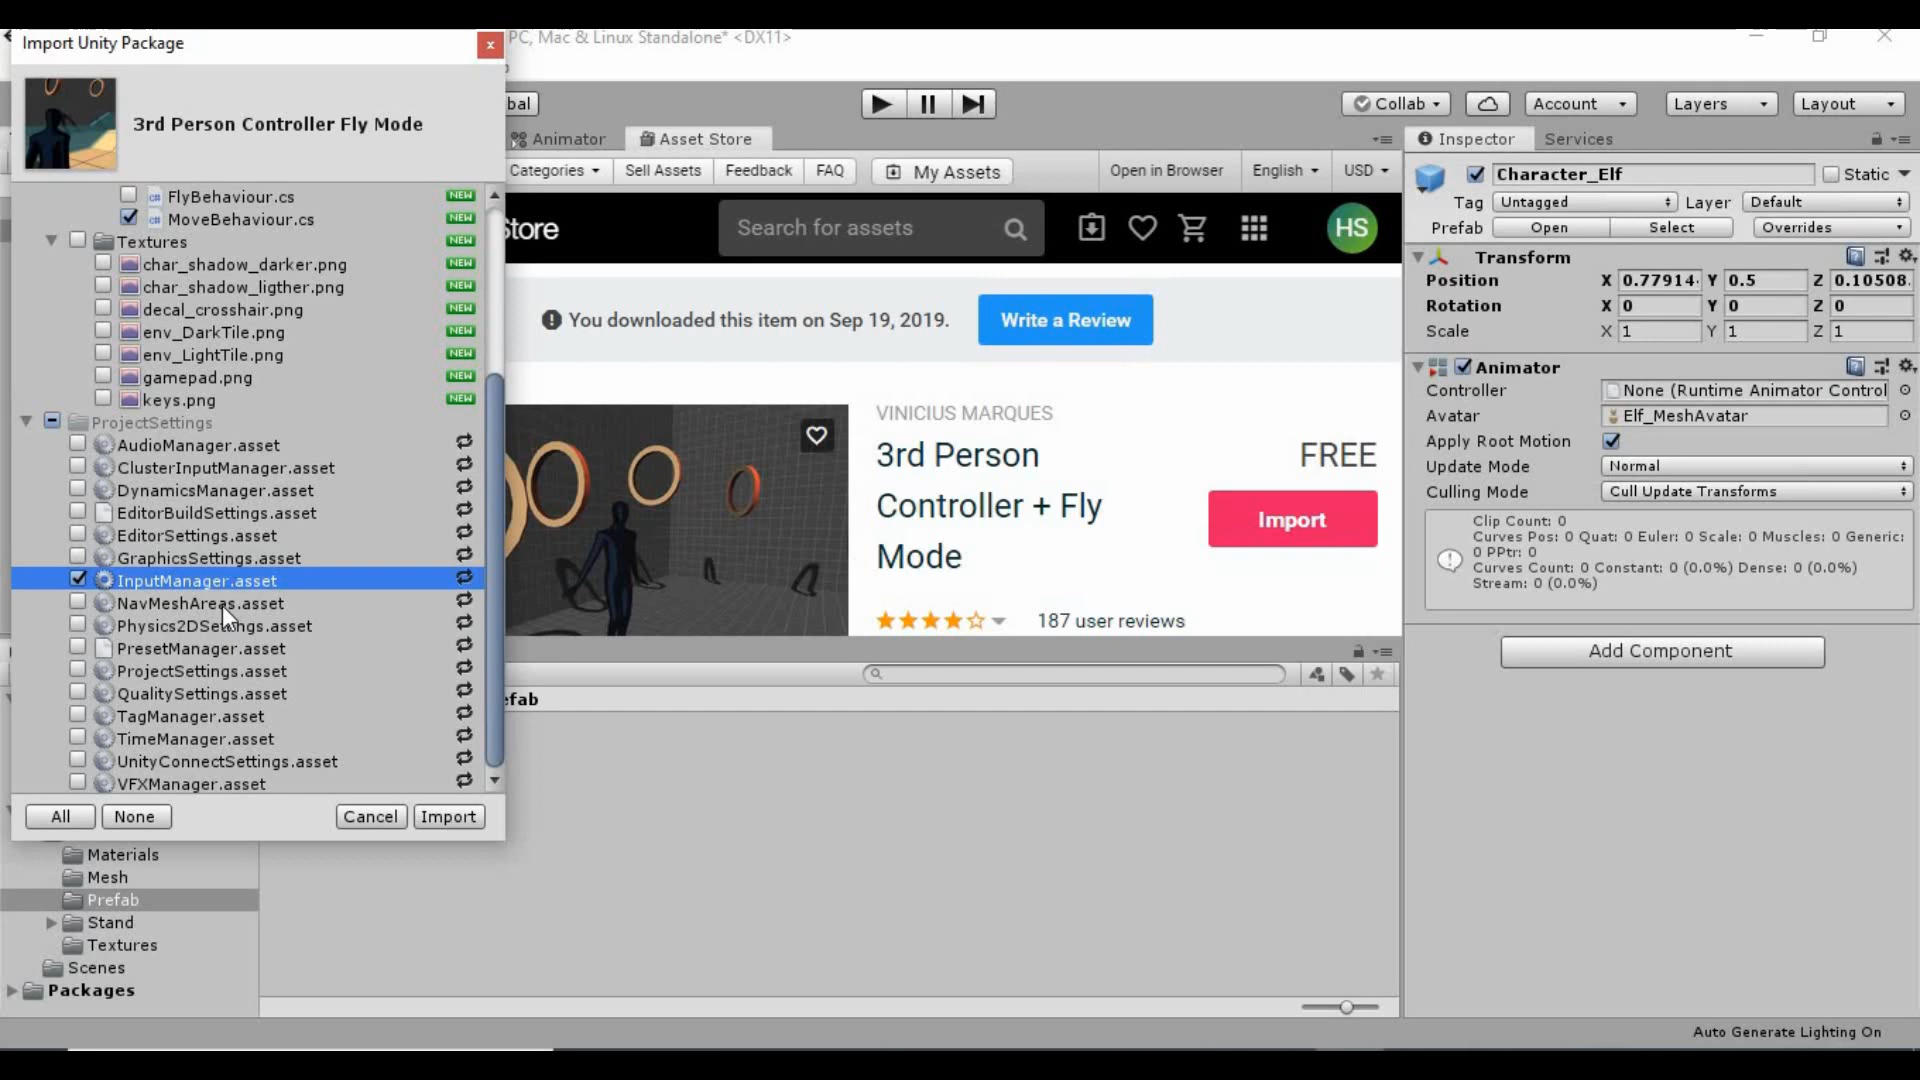 Import Unity Package
x
PC, Mac & Linux Standalone* <DX11>
3rd Person Controller Fly Mode
bal
Collab
Account
Layers
Layout
Animator
Asset Store
Inspector
Services
Categories
Sell Assets
Feedback
FAQ
My Assets
Open in Browser
English
USD
Store
Search for assets
HS
You downloaded this item on Sep 19, 2019.
Write a Review
VINICIUS MARQUES
3rd Person
Controller + Fly
Mode
FREE
Import
187 user reviews
FlyBehaviour.cs NEW
MoveBehaviour.cs NEW
Textures NEW
char_shadow_darker.png NEW
char_shadow_ligther.png NEW
decal_crosshair.png NEW
env_DarkTile.png NEW
env_LightTile.png NEW
gamepad.png NEW
keys.png NEW
ProjectSettings
AudioManager.asset
ClusterInputManager.asset
DynamicsManager.asset
EditorBuildSettings.asset
EditorSettings.asset
GraphicsSettings.asset
InputManager.asset
NavMeshAreas.asset
Physics2DSettings.asset
PresetManager.asset
ProjectSettings.asset
QualitySettings.asset
TagManager.asset
TimeManager.asset
UnityConnectSettings.asset
VFXManager.asset
All
None
Cancel
Import
efab
Materials
Mesh
Prefab
Stand
Textures
Scenes
Packages
Character_Elf
Static
Tag Untagged Layer Default
Prefab Open Select Overrides
Transform
Position X 0.77914 Y 0.5 Z 0.10508
Rotation X 0 Y 0 Z 0
Scale X 1 Y 1 Z 1
Animator
Controller None (Runtime Animator Control
Avatar Elf_MeshAvatar
Apply Root Motion
Update Mode Normal
Culling Mode Cull Update Transforms
Clip Count: 0
Curves Pos: 0 Quat: 0 Euler: 0 Scale: 0 Muscles: 0 Generic:
0 PPtr: 0
Curves Count: 0 Constant: 0 (0.0%) Dense: 0 (0.0%)
Stream: 0 (0.0%)
Add Component
Auto Generate Lighting On